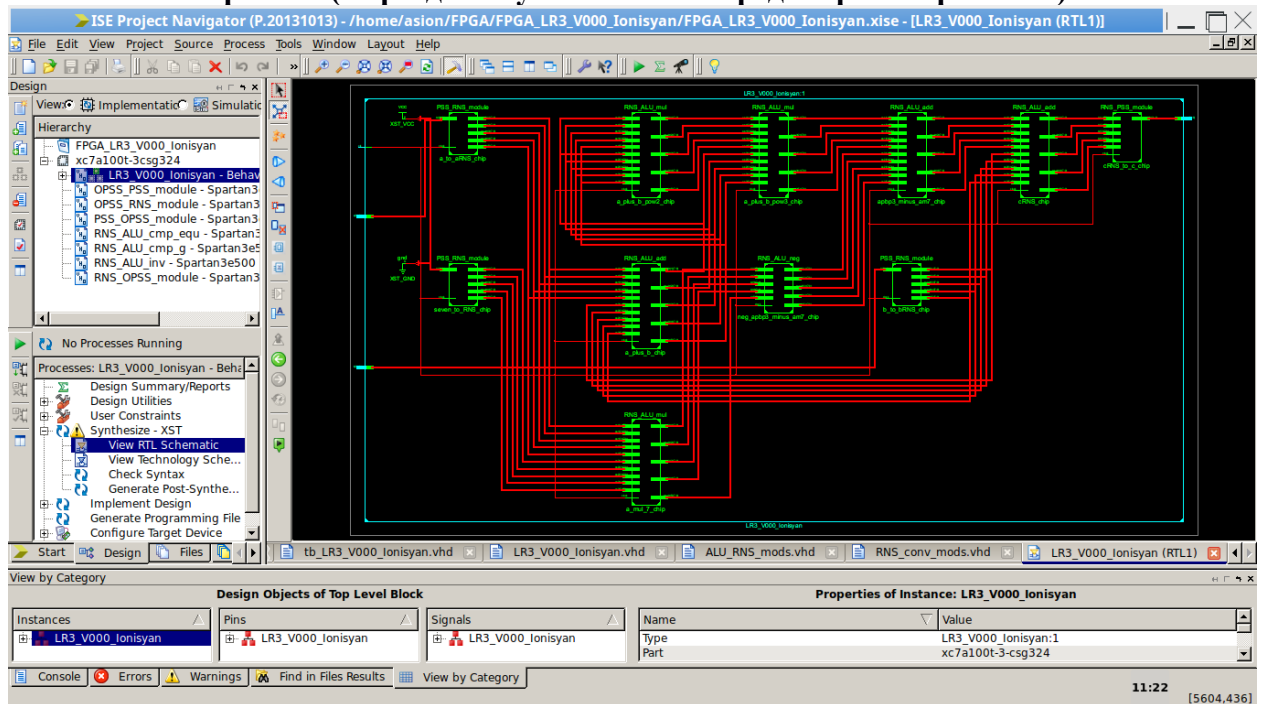 ISE Project Navigator (P.20131013) - /home/asion/FPGA/FPGA_LR3_V000_Ionisyan/FPGA_LR3_V000_Ionisyan.xise - [LR3_V000_Ionisyan (RTL1)]
File Edit View Project Source Process Tools Window Layout Help
Design
View: Implementatic Simulatic
Hierarchy
FPGA_LR3_V000_Ionisyan
xc7a100t-3csg324
LR3_V000_Ionisyan - Behav
OPSS_PSS_module - Spartan3
OPSS_RNS_module - Spartan3
PSS_OPSS_module - Spartan3
RNS_ALU_cmp_equ - Spartan3
RNS_ALU_cmp_g - Spartan3e5
RNS_ALU_inv - Spartan3e500
RNS_OPSS_module - Spartan3
No Processes Running
Processes: LR3_V000_Ionisyan - Beha
Design Summary/Reports
Design Utilities
User Constraints
Synthesize - XST
View RTL Schematic
View Technology Sche...
Check Syntax
Generate Post-Synthe...
Implement Design
Generate Programming File
Configure Target Device
Start Design Files
LR3_V000_Ionisyan:1
PSS_RNS_module RNS_ALU_mul RNS_ALU_mul RNS_ALU_add RNS_ALU_add RNS_PSS_module
XST_VCC
a_to_aRNS_chip a_plus_b_pow2_chip a_plus_b_pow3_chip apbp3_minus_am7_chip cRNS_chip cRNS_to_c_chip
PSS_RNS_module RNS_ALU_add RNS_ALU_neg PSS_RNS_module
XST_GND
seven_to_RNS_chip a_plus_b_chip neg_apbp3_minus_am7_chip b_to_bRNS_chip
RNS_ALU_mul
a_mul_7_chip
LR3_V000_Ionisyan
tb_LR3_V000_Ionisyan.vhd LR3_V000_Ionisyan.vhd ALU_RNS_mods.vhd RNS_conv_mods.vhd LR3_V000_Ionisyan (RTL1)
View by Category
Design Objects of Top Level Block Properties of Instance: LR3_V000_Ionisyan
Instances Pins Signals Name Value
LR3_V000_Ionisyan LR3_V000_Ionisyan LR3_V000_Ionisyan Type LR3_V000_Ionisyan:1
Part xc7a100t-3-csg324
Console Errors Warnings Find in Files Results View by Category
11:22
[5604,436]